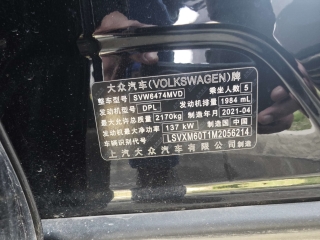 大众汽车(VOLKSWAGEN)牌
整车型号 SVW6474MVD 乘坐人数 5
发动机型号 DPL 发动机排量 1984 mL
最大允许总质量 2170kg 制造年月 2021-04
发动机最大净功率 137 kW 制造国 中国
车辆识别代号 LSVXM60T1M2056214
上汽大众汽车有限公司制造